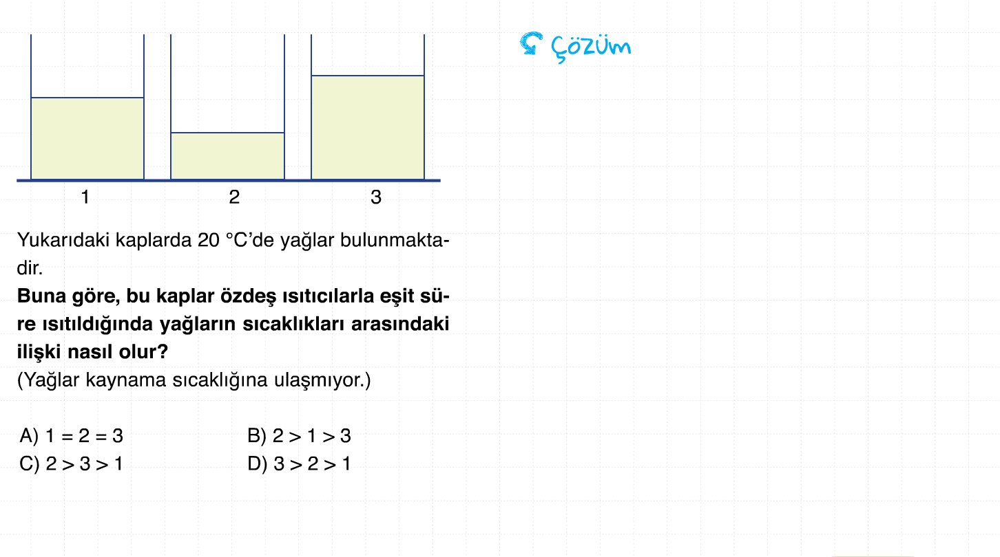 Çözüm
1 2 3
Yukarıdaki kaplarda 20 °C’de yağlar bulunmakta-
dir.
Buna göre, bu kaplar özdeş ısıtıcılarla eşit sü-
re ısıtıldığında yağların sıcaklıkları arasındaki
ilişki nasıl olur?
(Yağlar kaynama sıcaklığına ulaşmıyor.)
A) 1 = 2 = 3 B) 2 > 1 > 3
C) 2 > 3 > 1 D) 3 > 2 > 1